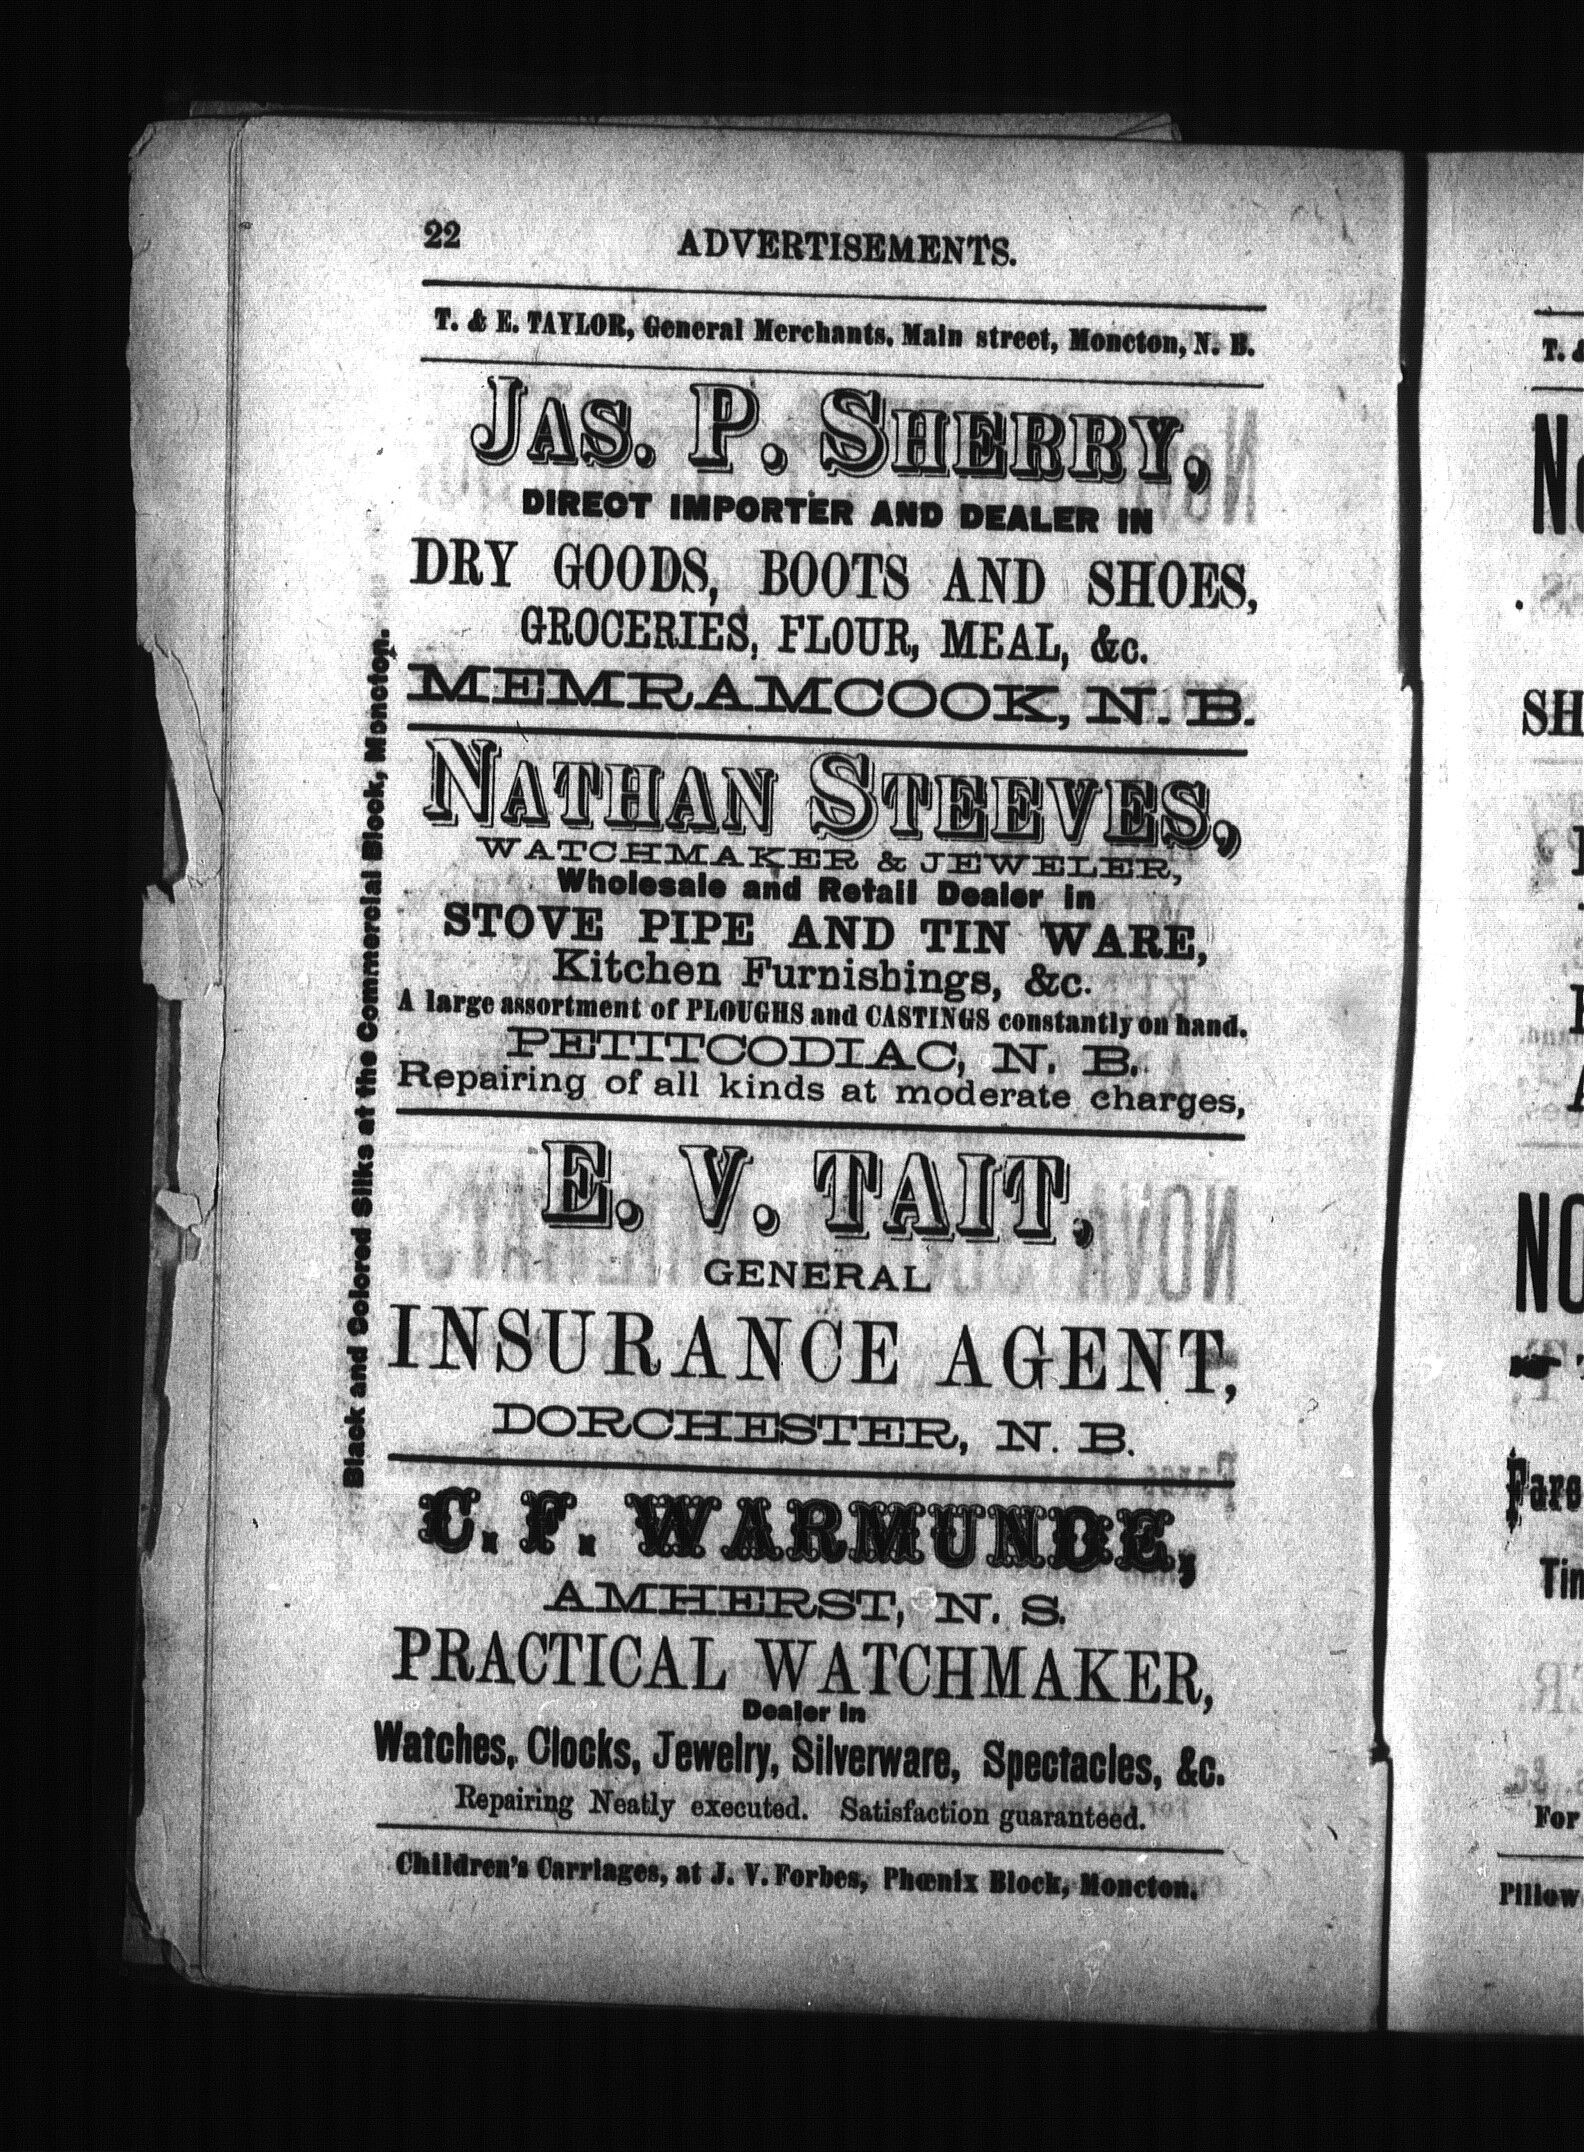 22
ADVERTISEMENTS.
T. & E. TAYLOR, General Merchants, Main street, Moncton, N. B.
JAS. P. SHERRY,
DIRECT IMPORTER AND DEALER IN
DRY GOODS, BOOTS AND SHOES,
GROCERIES, FLOUR, MEAL, &c.
MEMRAMCOOK, N. B.
NATHAN STEEVES,
WATCHMAKER & JEWELER,
Wholesale and Retail Dealer in
STOVE PIPE AND TIN WARE,
Kitchen Furnishings, &c.
A large assortment of PLOUGHS and CASTINGS constantly on hand.
PETITCODIAC, N. B.
Repairing of all kinds at moderate charges,
E. V. TAIT,
GENERAL
INSURANCE AGENT,
DORCHESTER, N. B.
C. F. WARMUNDE,
AMHERST, N. S.
PRACTICAL WATCHMAKER,
Dealer in
Watches, Clocks, Jewelry, Silverware, Spectacles, &c.
Repairing Neatly executed. Satisfaction guaranteed.
Children's Carriages, at J. V. Forbes, Phœnix Block, Moncton.
Black and Colored Silks at the Commercial Block, Moncton.